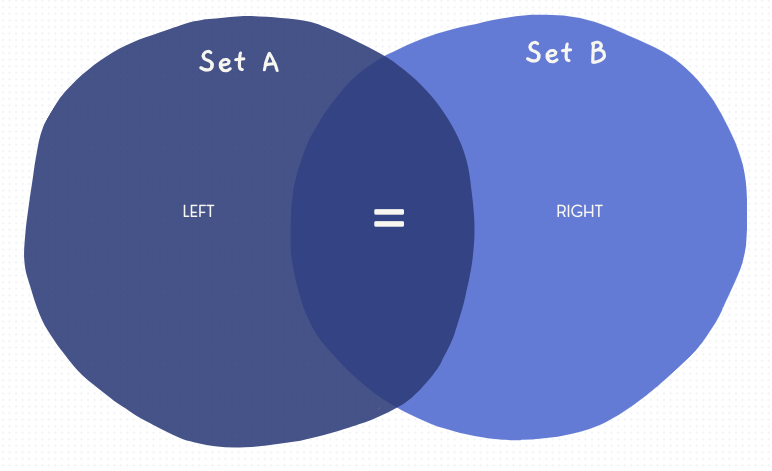 Set A
Set B
LEFT
=
RIGHT